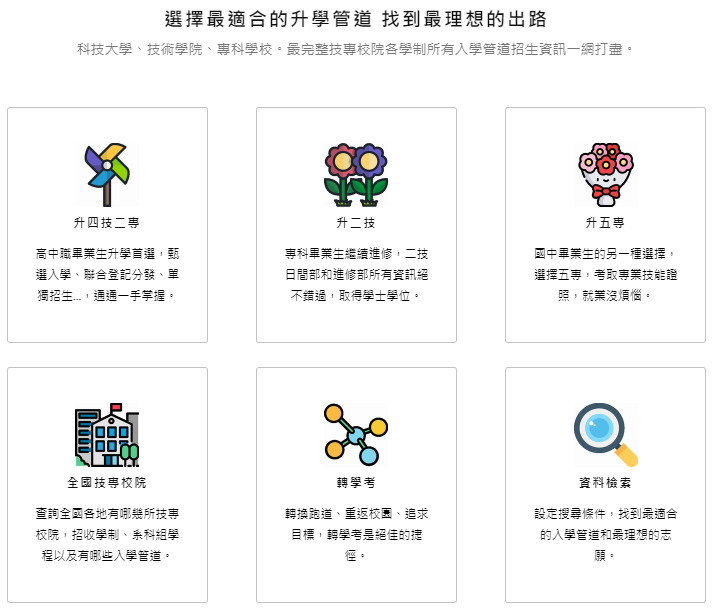 選擇最適合的升學管道 找到最理想的出路
科技大學、技術學院、專科學校。最完整技專校院各學制所有入學管道招生資訊一網打盡。
升四技二專
高中職畢業生升學首選，甄
選入學、聯合登記分發、單
獨招生...，通通一手掌握。
升二技
專科畢業生繼續進修，二技
日間部和進修部所有資訊絕
不錯過，取得學士學位。
升五專
國中畢業生的另一種選擇，
選擇五專，考取專業技能證
照，就業沒煩惱。
全國技專校院
查詢全國各地有哪幾所技專
校院，招收學制、系科組學
程以及有哪些入學管道。
轉學考
轉換跑道、重返校園、追求
目標，轉學考是絕佳的捷
徑。
資料檢索
設定搜尋條件，找到最適合
的入學管道和最理想的志
願。